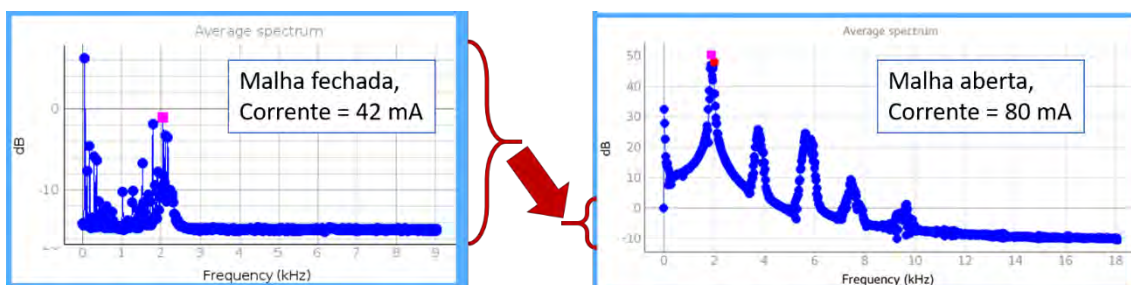 Average spectrum
Malha fechada,
Corrente = 42 mA
0
-10
dB
0 1 2 3 4 5 6 7 8 9
Frequency (kHz)
Average spectrum
Malha aberta,
Corrente = 80 mA
50
40
30
20
10
0
-10
dB
0 2 4 6 8 10 12 14 16 18
Frequency (kHz)